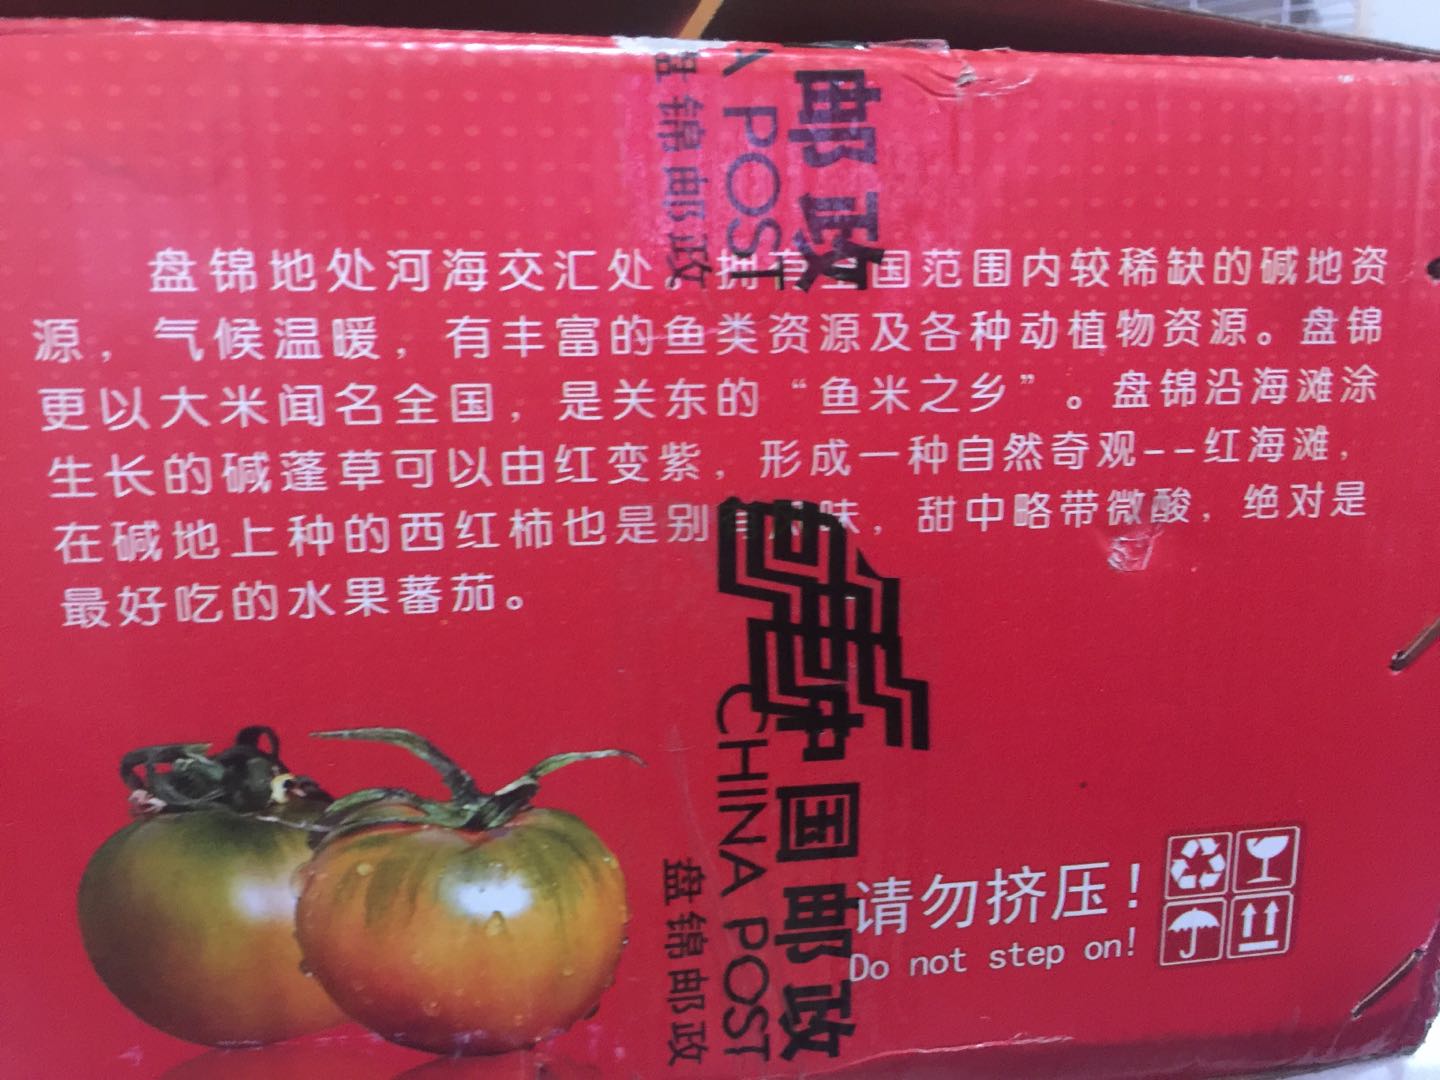 盘锦地处河海交汇处 拥有全国范围内较稀缺的碱地资
源，气候温暖，有丰富的鱼类资源及各种动植物资源。盘锦
更以大米闻名全国，是关东的“鱼米之乡”。盘锦沿海滩涂
生长的碱蓬草可以由红变紫，形成一种自然奇观--红海滩，
在碱地上种的西红柿也是别有风味，甜中略带微酸，绝对是
最好吃的水果蕃茄。
请勿挤压！
Do not step on!
邮政
A POST
盘锦邮政
中国邮政
CHINA POST
盘锦邮政